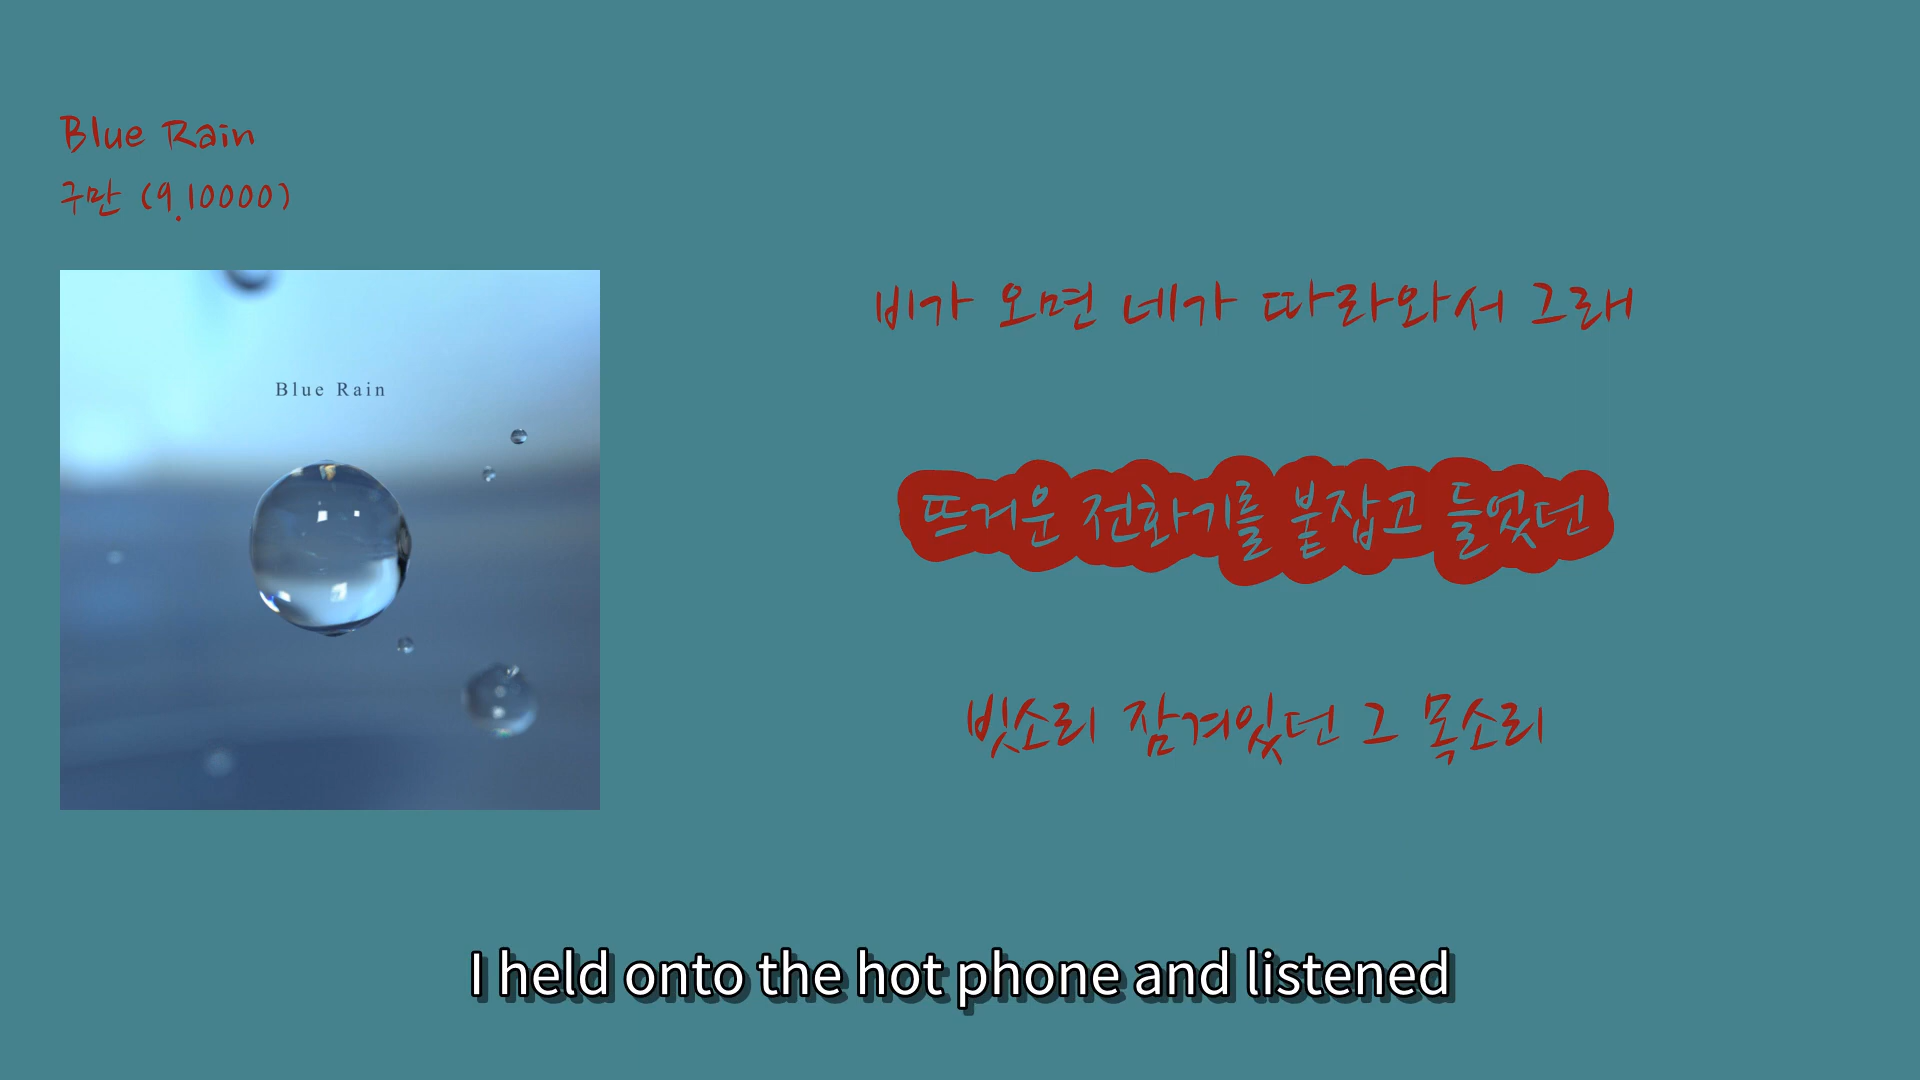 Blue Rain
구만 (9.10000)
Blue Rain
비가 오면 네가 따라와서 그래
뜨거운 전화기를 붙잡고 들었던
빗소리 잠겨있던 그 목소리
I held onto the hot phone and listened